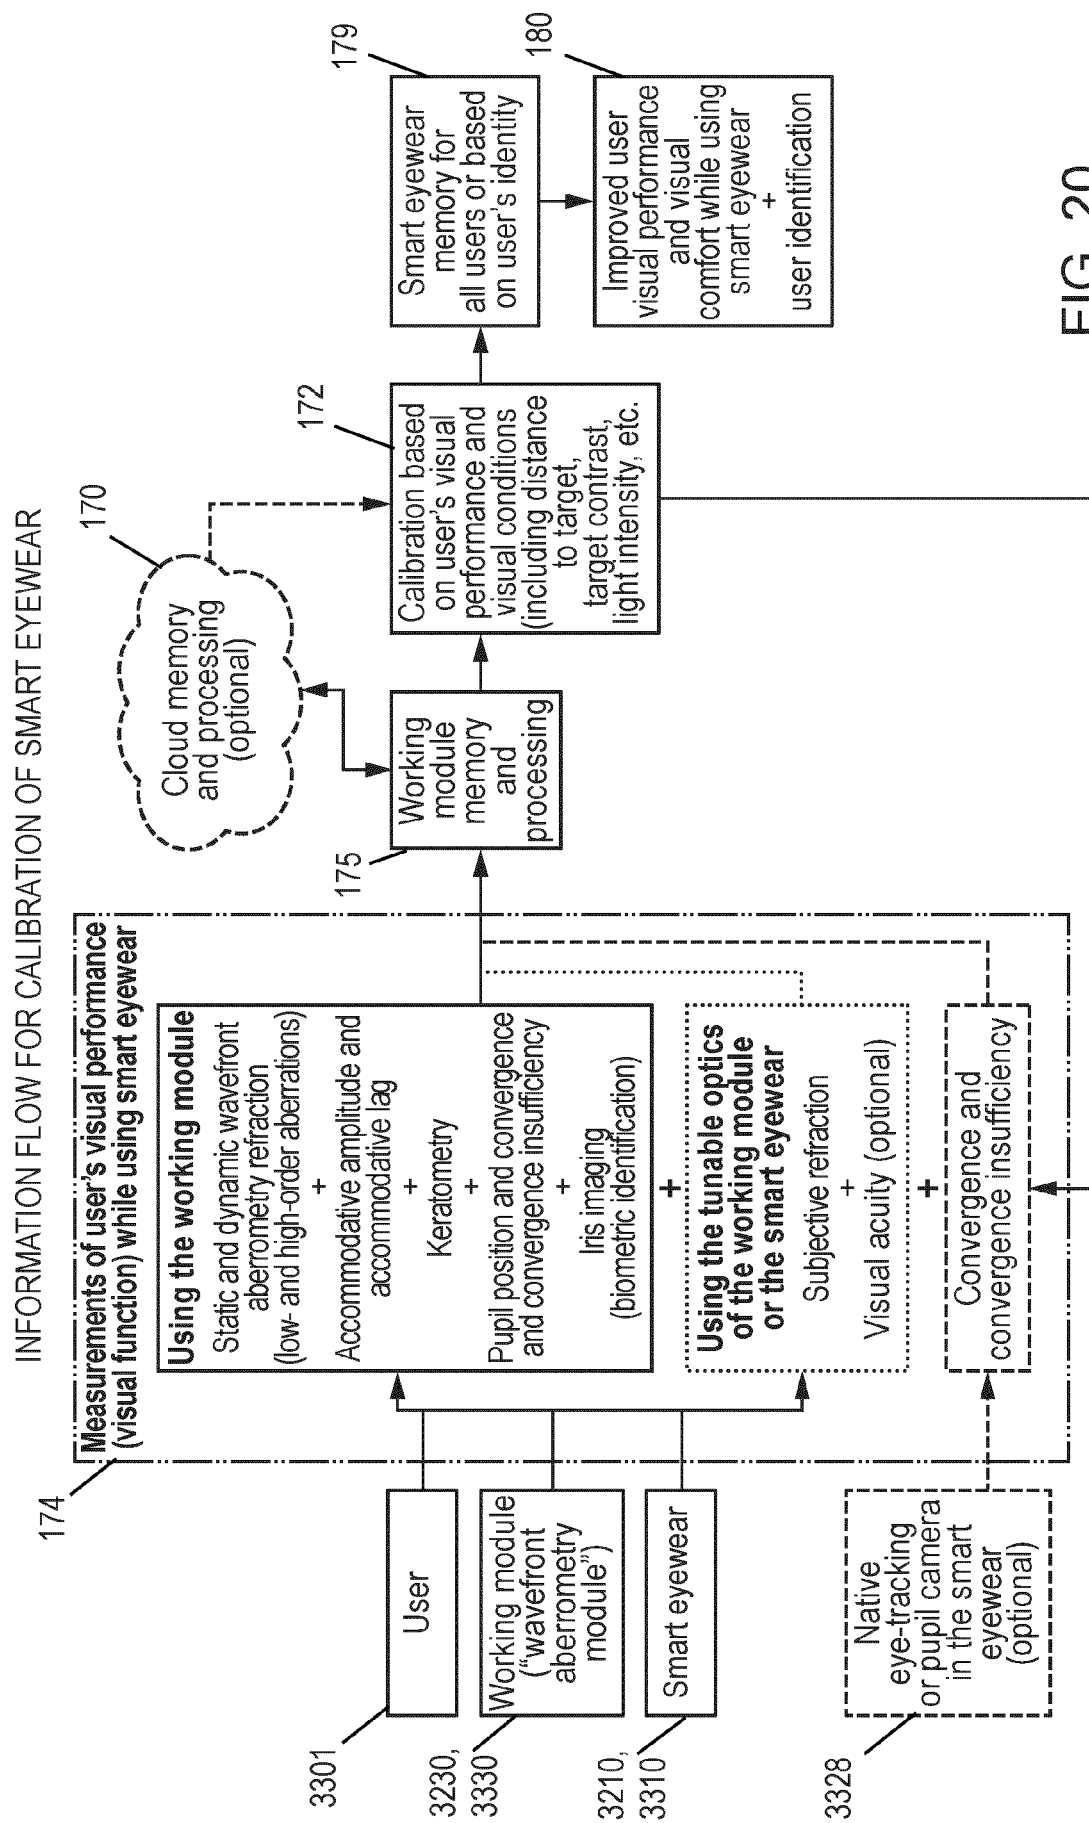 INFORMATION FLOW FOR CALIBRATION OF SMART EYEWEAR
174
Measurements of user's visual performance
(visual function) while using smart eyewear
3301
User
3230,
3330
Working module
("wavefront
aberrometry
module")
3210,
3310
Smart eyewear
3328
Native
eye-tracking
or pupil camera
in the smart
eyewear
(optional)
Using the working module
Static and dynamic wavefront
aberrometry refraction
(low- and high-order aberrations)
+
Accommodative amplitude and
accommodative lag
+
Keratometry
+
Pupil position and convergence
and convergence insufficiency
+
Iris imaging
(biometric identification)
+
Using the tunable optics
of the working module
or the smart eyewear
Subjective refraction
+
Visual acuity (optional)
+
Convergence and
convergence insufficiency
175
Working
module
memory
and
processing
170
Cloud memory
and processing
(optional)
172
Calibration based
on user's visual
performance and
visual conditions
(including distance
to target,
target contrast,
light intensity, etc.
179
Smart eyewear
memory for
all users or based
on user's identity
180
Improved user
visual performance
and visual
comfort while using
smart eyewear
+
user identification
FIG. 20